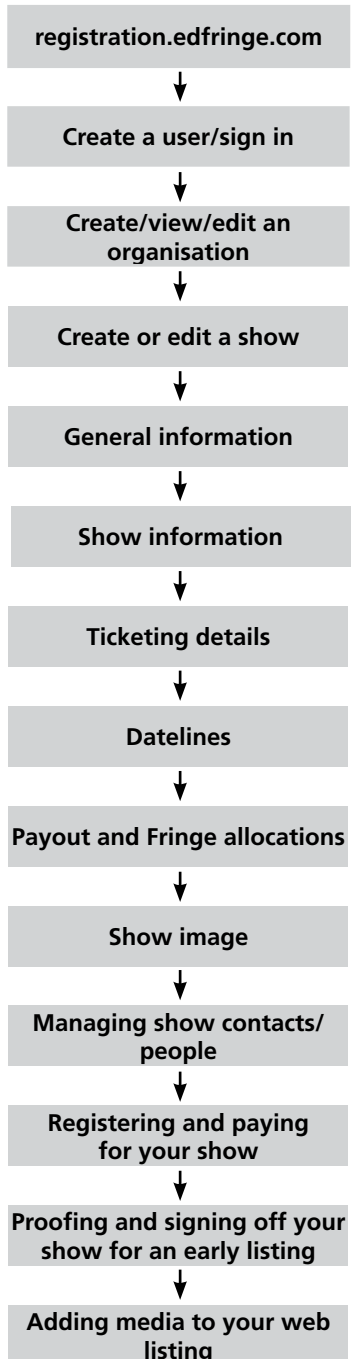 registration.edfringe.com
Create a user/sign in
Create/view/edit an
organisation
Create or edit a show
General information
Show information
Ticketing details
Datelines
Payout and Fringe allocations
Show image
Managing show contacts/
people
Registering and paying
for your show
Proofing and signing off your
show for an early listing
Adding media to your web
listing